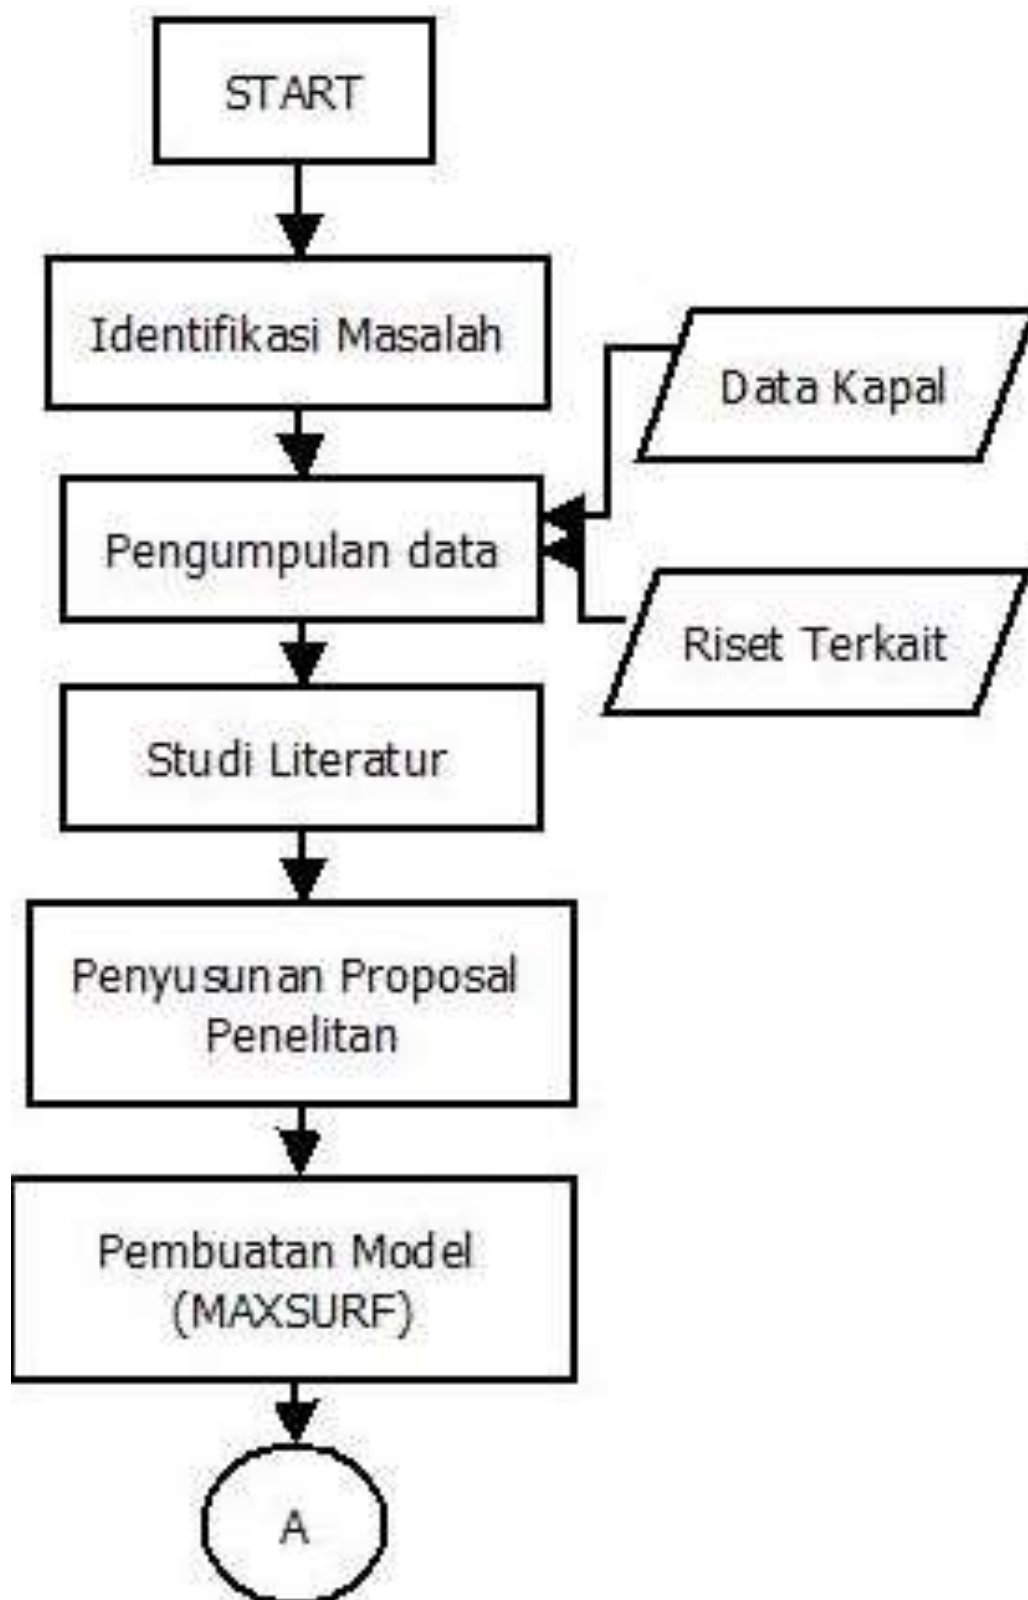 START
Identifikasi Masalah
Data Kapal
Pengumpulan data
Riset Terkait
Studi Literatur
Penyusunan Proposal
Penelitan
Pembuatan Model
(MAXSURF)
A